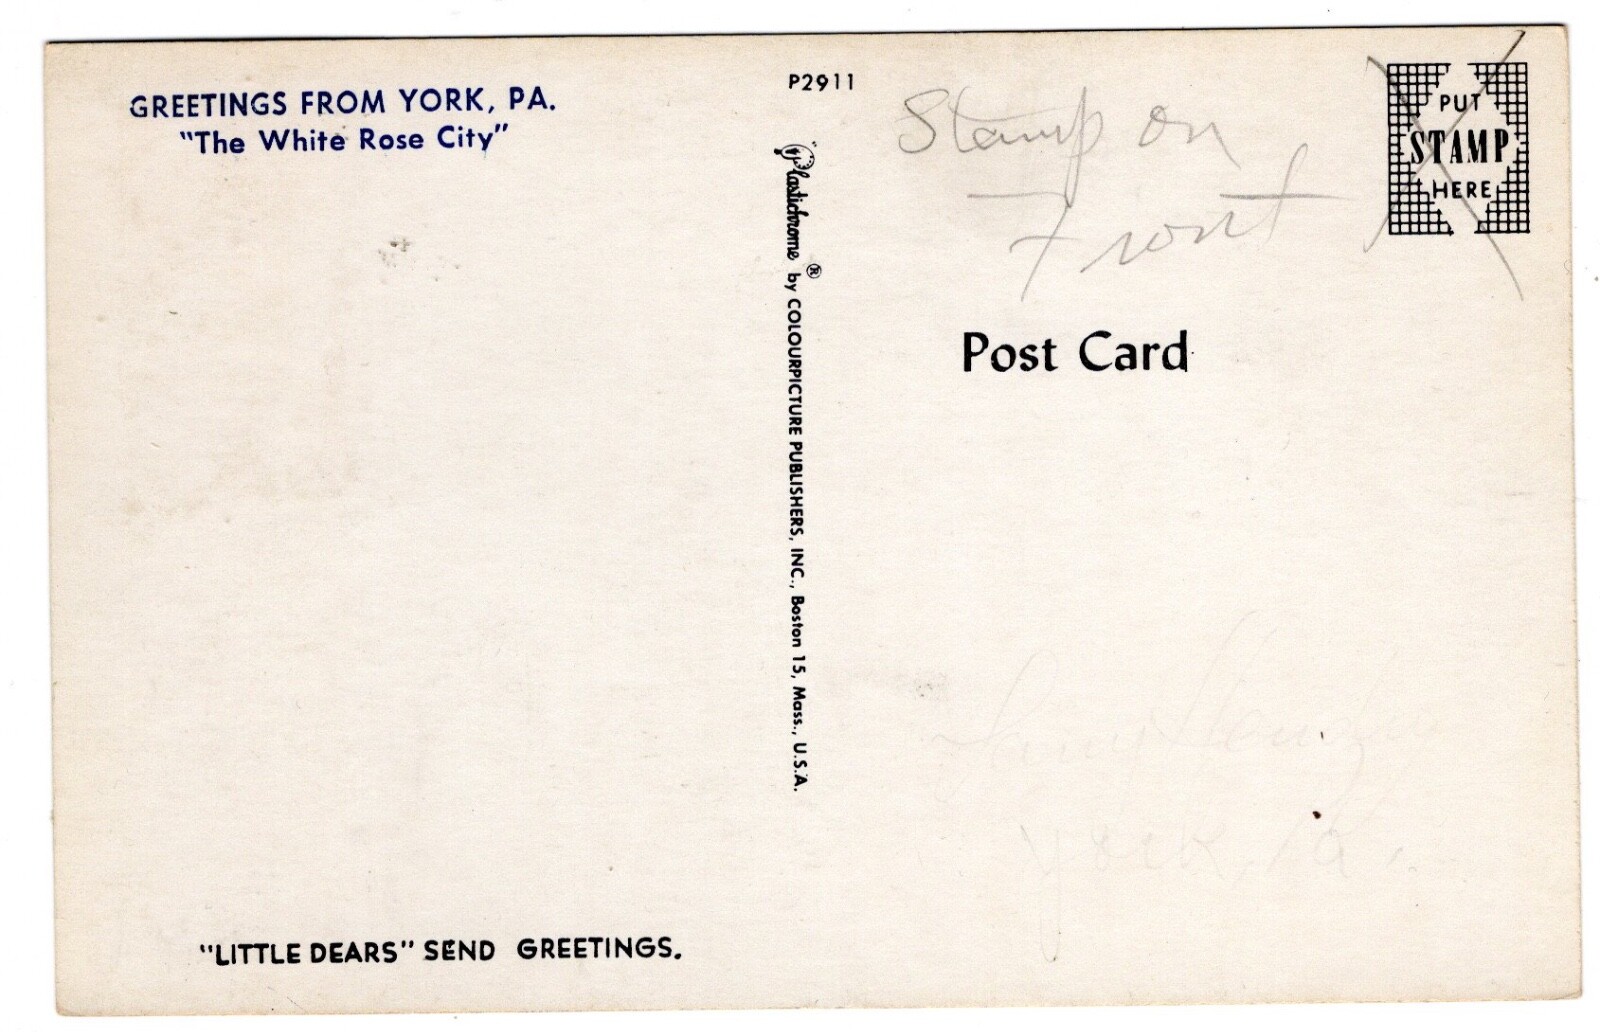 GREETINGS FROM YORK, PA.
"The White Rose City"
P2911
"Plastichrome ® by COLOURPICTURE PUBLISHERS, INC., Boston 15, Mass., U.S.A.
Stamp on
Front
PUT
STAMP
HERE
Post Card
York, Pa.
"LITTLE DEARS" SEND GREETINGS.